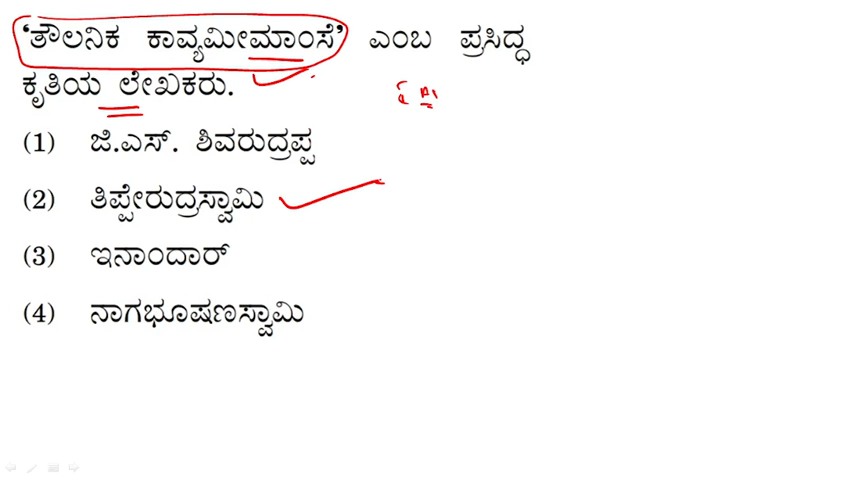 ‘ತೌಲನಿಕ ಕಾವ್ಯಮೀಮಾಂಸೆ’ ಎಂಬ ಪ್ರಸಿದ್ಧ
ಕೃತಿಯ ಲೇಖಕರು.
(1) ಜಿ.ಎಸ್. ಶಿವರುದ್ರಪ್ಪ
(2) ತಿಪ್ಪೇರುದ್ರಸ್ವಾಮಿ
(3) ಇನಾಂದಾರ್
(4) ನಾಗಭೂಷಣಸ್ವಾಮಿ